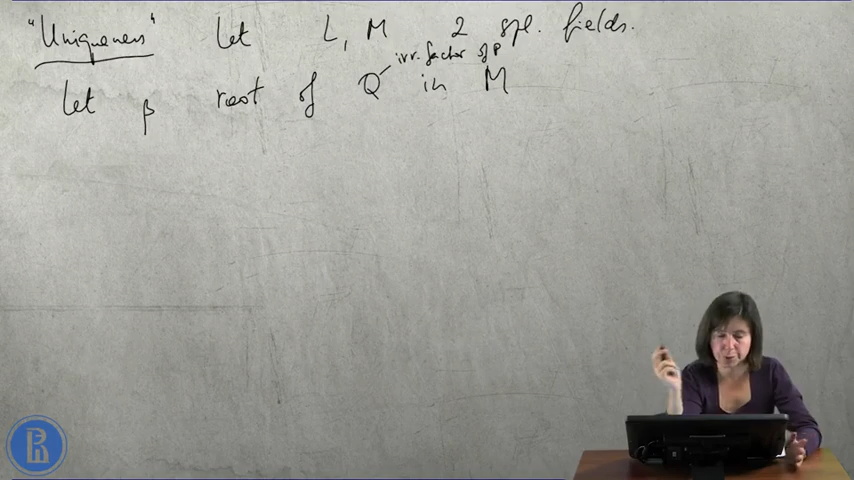 "Uniqueness" Let L, M 2 spl. fields.
irr. factor of P
Let β root of Q in M